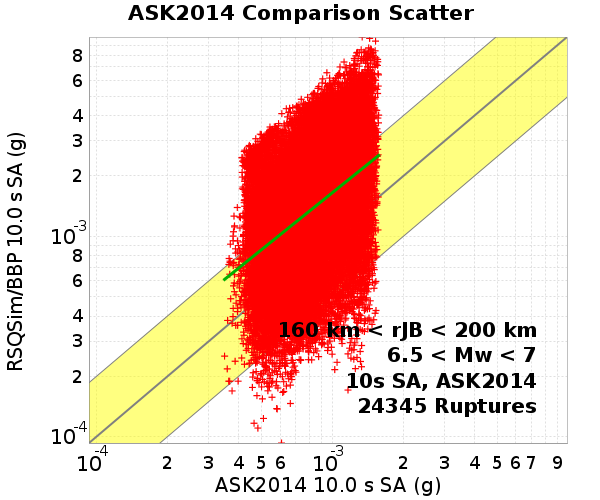 ASK2014 Comparison Scatter
RSQSim/BBP 10.0 s SA (g)
8
6
4
3
2
10-3
8
6
4
3
2
10-4
160 km < rJB < 200 km
6.5 < Mw < 7
10s SA, ASK2014
24345 Ruptures
10-4 2 3 4 5 6 10-3 2 3 4 5 6 7 9
ASK2014 10.0 s SA (g)